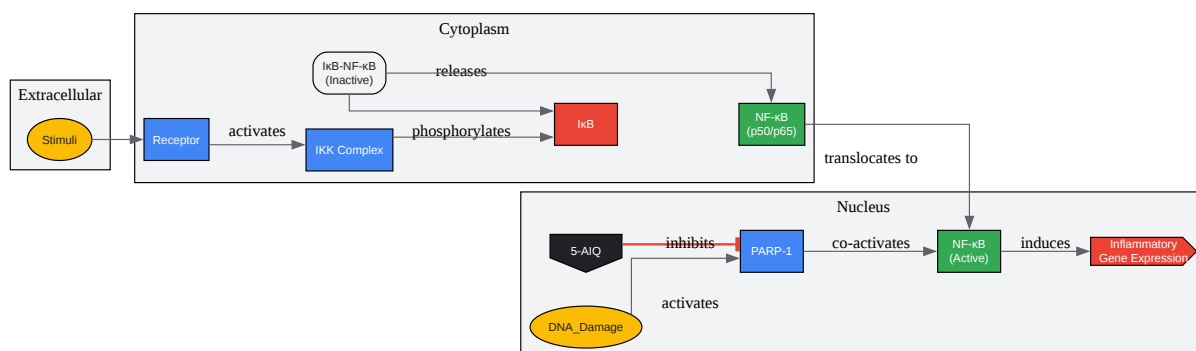 Cytoplasm
IκB-NF-κB
(Inactive)
releases
Extracellular
Stimuli
Receptor
activates
IKK Complex
phosphorylates
IκB
NF-κB
(p50/p65)
translocates to
Nucleus
5-AIQ
inhibits
PARP-1
co-activates
NF-κB
(Active)
induces
Inflammatory
Gene Expression
activates
DNA_Damage